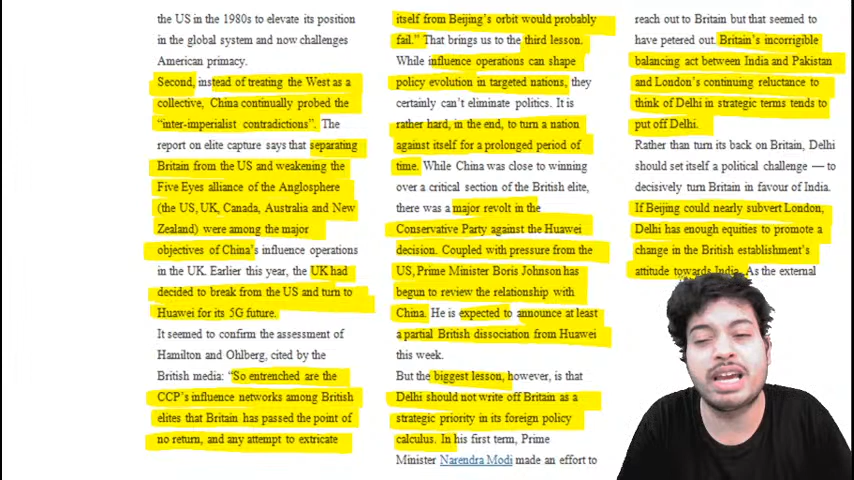 the US in the 1980s to elevate its position
in the global system and now challenges
American primacy.
Second, instead of treating the West as a
collective, China continually probed the
“inter-imperialist contradictions”. The
report on elite capture says that separating
Britain from the US and weakening the
Five Eyes alliance of the Anglosphere
(the US, UK, Canada, Australia and New
Zealand) were among the major
objectives of China’s influence operations
in the UK. Earlier this year, the UK had
decided to break from the US and turn to
Huawei for its 5G future.
It seemed to confirm the assessment of
Hamilton and Ohlberg, cited by the
British media: “So entrenched are the
CCP’s influence networks among British
elites that Britain has passed the point of
no return, and any attempt to extricate
itself from Beijing’s orbit would probably
fail.” That brings us to the third lesson.
While influence operations can shape
policy evolution in targeted nations, they
certainly can’t eliminate politics. It is
rather hard, in the end, to turn a nation
against itself for a prolonged period of
time. While China was close to winning
over a critical section of the British elite,
there was a major revolt in the
Conservative Party against the Huawei
decision. Coupled with pressure from the
US, Prime Minister Boris Johnson has
begun to review the relationship with
China. He is expected to announce at least
a partial British dissociation from Huawei
this week.
But the biggest lesson, however, is that
Delhi should not write off Britain as a
strategic priority in its foreign policy
calculus. In his first term, Prime
Minister Narendra Modi made an effort to
reach out to Britain but that seemed to
have petered out. Britain’s incorrigible
balancing act between India and Pakistan
and London’s continuing reluctance to
think of Delhi in strategic terms tends to
put off Delhi.
Rather than turn its back on Britain, Delhi
should set itself a political challenge — to
decisively turn Britain in favour of India.
If Beijing could nearly subvert London,
Delhi has enough equities to promote a
change in the British establishment’s
attitude towards India. As the external